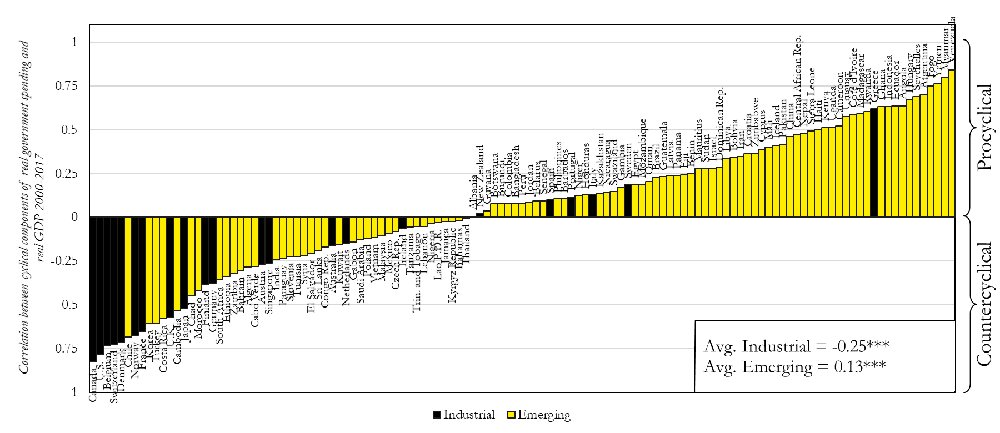 Correlation between cyclical components of real government spending and
real GDP 2000-2017
1
0.75
0.5
0.25
0
-0.25
-0.5
-0.75
-1
Canada
U.S.
Belgium
Switzerland
Denmark
Chile
Norway
France
Korea
Turkey
Costa Rica
U.K.
Cambodia
Japan
Chad
Morocco
Finland
Germany
South Africa
Ethiopia
Zambia
Bahrain
Algeria
Cabo Verde
Austria
Singapore
India
Paraguay
Slovenia
Tunisia
Syria
El Salvador
Sri Lanka
Congo Rep.
Australia
Kuwait
Netherlands
Gabon
Saudi Arabia
Poland
Vietnam
Malaysia
Mexico
Czech Rep.
Ireland
Tanzania
Trin. and Tobago
Lebanon
Nigeria
Lao P.D.R.
Jamaica
Kyrgyz Republic
Bahamas
Thailand
Albania
New Zealand
Guyana
Botswana
Burundi
Colombia
Bangladesh
Peru
Jordan
Belarus
Senegal
Spain
Philippines
Barbados
Portugal
Niger
Honduras
Italy
Kazakhstan
Nicaragua
Swaziland
Gambia
Sweden
Egypt
Mozambique
Oman
Brazil
Guatemala
Latvia
Panama
Fiji
Benin
Mauritius
Sudan
Israel
Dominican Rep.
Libya
Bolivia
Iran
Croatia
Zimbabwe
Cyprus
Mali
Iceland
Pakistan
China
Central African Rep.
Nepal
Sierra Leone
Haiti
Kenya
Uganda
Cameroon
Uruguay
Cote d'Ivoire
Madagascar
Rwanda
Greece
Ghana
Indonesia
Ecuador
Angola
Hungary
Seychelles
Argentina
Togo
Yemen
Myanmar
Venezuela
Procyclical
Countercyclical
Avg. Industrial = -0.25***
Avg. Emerging = 0.13***
Industrial
Emerging